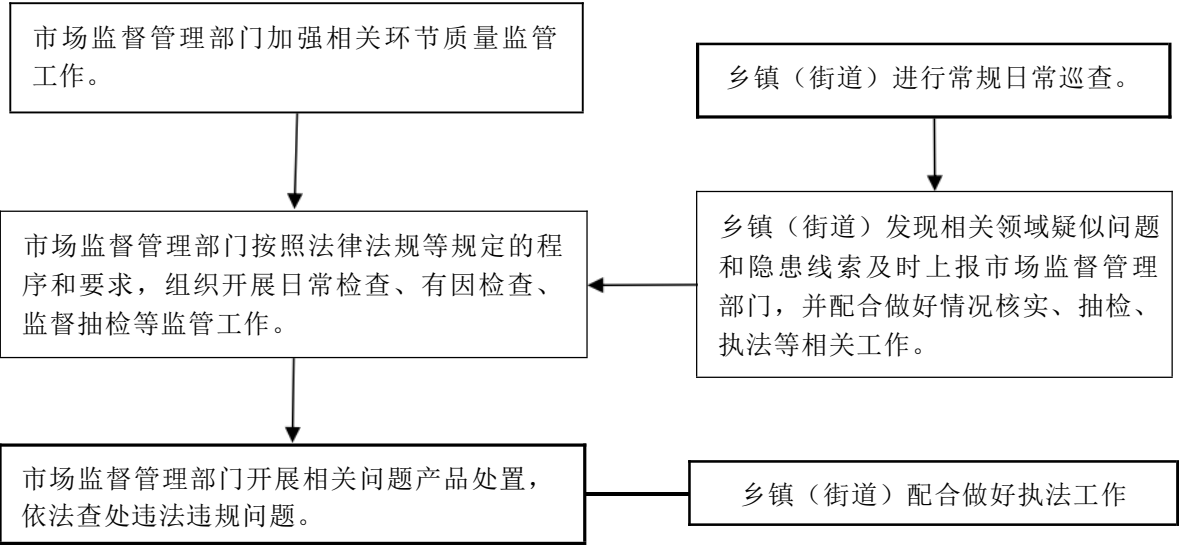 市场监督管理部门加强相关环节质量监管
工作。
乡镇（街道）进行常规日常巡查。
市场监督管理部门按照法律法规等规定的程
序和要求，组织开展日常检查、有因检查、
监督抽检等监管工作。
乡镇（街道）发现相关领域疑似问题
和隐患线索及时上报市场监督管理
部门，并配合做好情况核实、抽检、
执法等相关工作。
市场监督管理部门开展相关问题产品处置，
依法查处违法违规问题。
乡镇（街道）配合做好执法工作